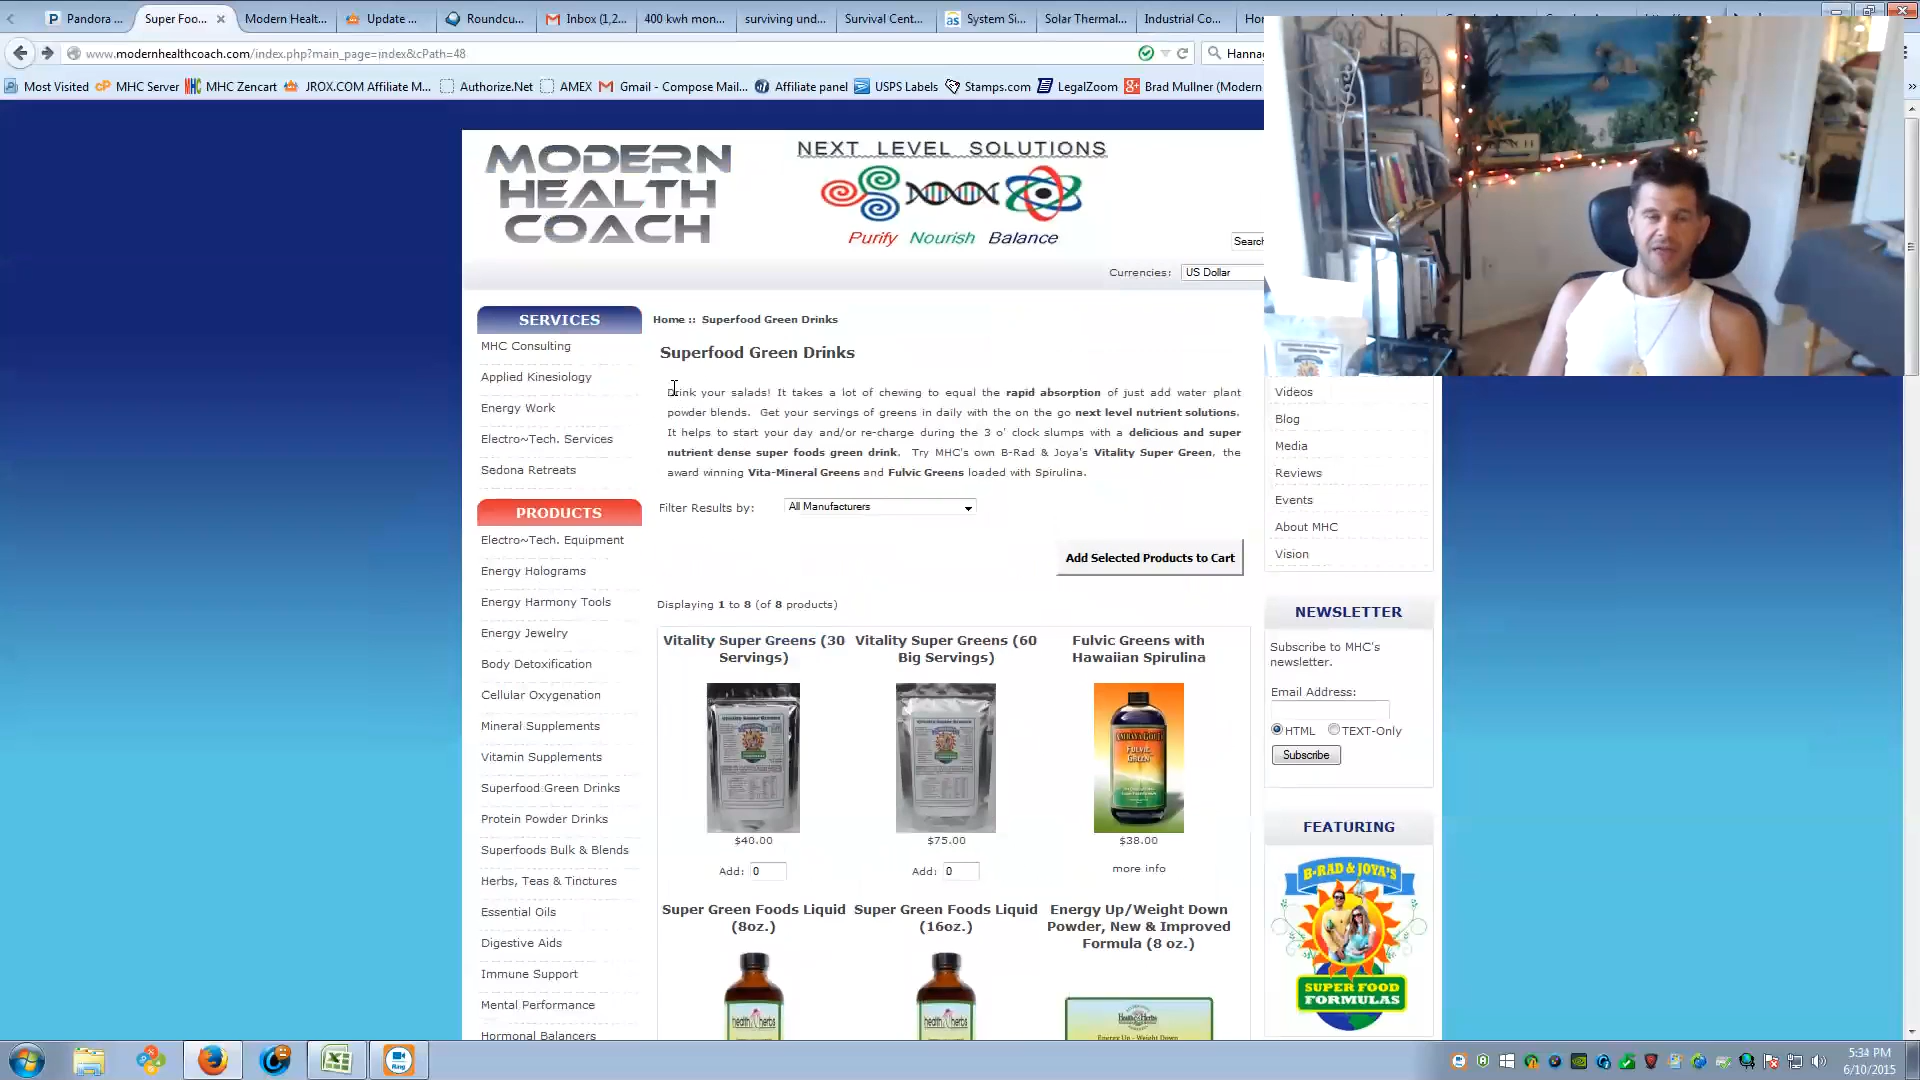 Pandora ...
Super Foo...
Modern Healt...
Update ...
Roundcu...
Inbox (1,2...
400 kwh mon...
surviving und...
Survival Cent...
System Si...
Solar Thermal...
Industrial Co...
www.modernhealthcoach.com/index.php?main_page=index&cPath=48
Hanna
Most Visited
MHC Server
MHC Zencart
JROX.COM Affiliate M...
Authorize.Net
AMEX
Gmail - Compose Mail...
Affiliate panel
USPS Labels
Stamps.com
LegalZoom
Brad Mullner (Modern
MODERN
HEALTH
COACH
NEXT LEVEL SOLUTIONS
Purify Nourish Balance
Search
Currencies: US Dollar
SERVICES
MHC Consulting
Applied Kinesiology
Energy Work
Electro~Tech. Services
Sedona Retreats
PRODUCTS
Electro~Tech. Equipment
Energy Holograms
Energy Harmony Tools
Energy Jewelry
Body Detoxification
Cellular Oxygenation
Mineral Supplements
Vitamin Supplements
Superfood Green Drinks
Protein Powder Drinks
Superfoods Bulk & Blends
Herbs, Teas & Tinctures
Essential Oils
Digestive Aids
Immune Support
Mental Performance
Hormonal Balancers
Home :: Superfood Green Drinks
Superfood Green Drinks
Drink your salads! It takes a lot of chewing to equal the rapid absorption of just add water plant
powder blends. Get your servings of greens in daily with the on the go next level nutrient solutions.
It helps to start your day and/or re-charge during the 3 o' clock slumps with a delicious and super
nutrient dense super foods green drink. Try MHC's own B-Rad & Joya's Vitality Super Green, the
award winning Vita-Mineral Greens and Fulvic Greens loaded with Spirulina.
Filter Results by: All Manufacturers
Add Selected Products to Cart
Displaying 1 to 8 (of 8 products)
Vitality Super Greens (30
Servings)
$40.00
Add: 0
Vitality Super Greens (60
Big Servings)
$75.00
Add: 0
Fulvic Greens with
Hawaiian Spirulina
FULVIC
GREEN
$38.00
more info
Super Green Foods Liquid
(8oz.)
health herbs
Super Green Foods Liquid
(16oz.)
health herbs
Energy Up/Weight Down
Powder, New & Improved
Formula (8 oz.)
Videos
Blog
Media
Reviews
Events
About MHC
Vision
NEWSLETTER
Subscribe to MHC's
newsletter.
Email Address:
HTML TEXT-Only
Subscribe
FEATURING
B-RAD & JOYA'S
SUPER FOOD
FORMULAS
5:34 PM
6/10/2015